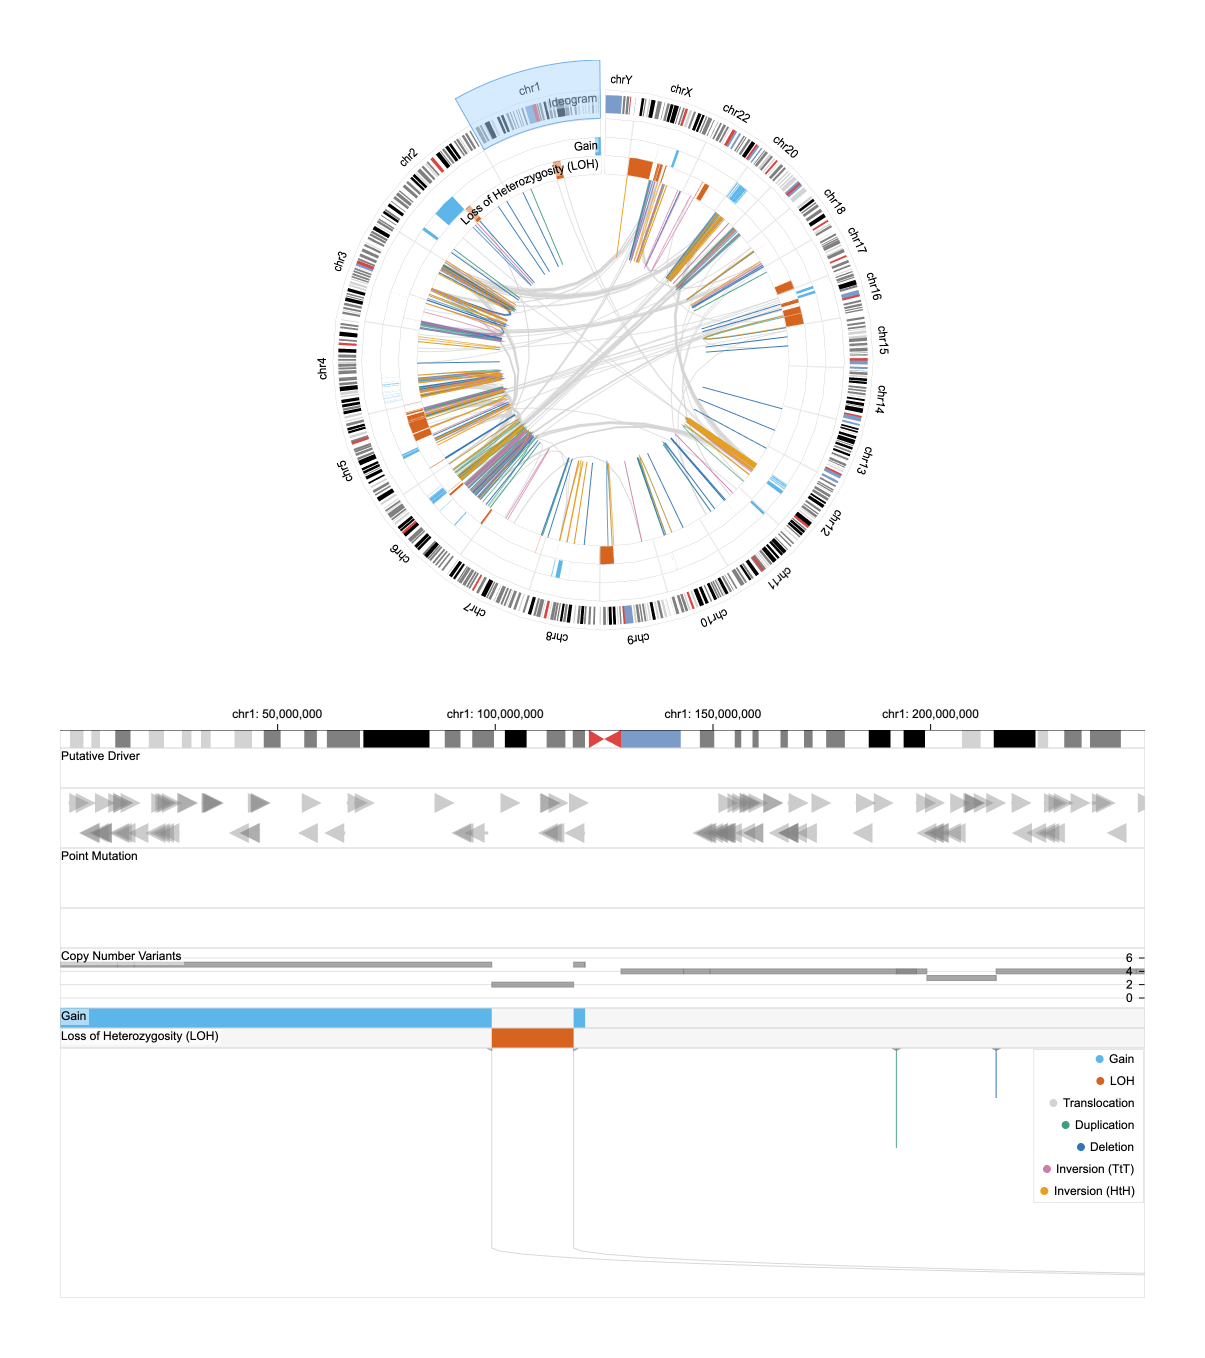 chrY
chrX
chr22
chr20
chr18
chr17
chr16
chr15
chr14
chr13
chr12
chr11
chr10
chr9
chr8
chr7
chr6
chr5
chr4
chr3
chr2
chr1
Ideogram
Gain
Loss of Heterozygosity (LOH)
chr1: 50,000,000
chr1: 100,000,000
chr1: 150,000,000
chr1: 200,000,000
Putative Driver
Point Mutation
Copy Number Variants
6
4
2
0
Gain
Loss of Heterozygosity (LOH)
Gain
LOH
Translocation
Duplication
Deletion
Inversion (TtT)
Inversion (HtH)